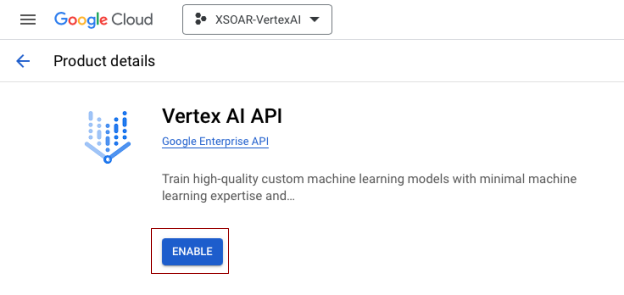 Google Cloud
XSOAR-VertexAI
Product details
Vertex AI API
Google Enterprise API
Train high-quality custom machine learning models with minimal machine
learning expertise and…
ENABLE